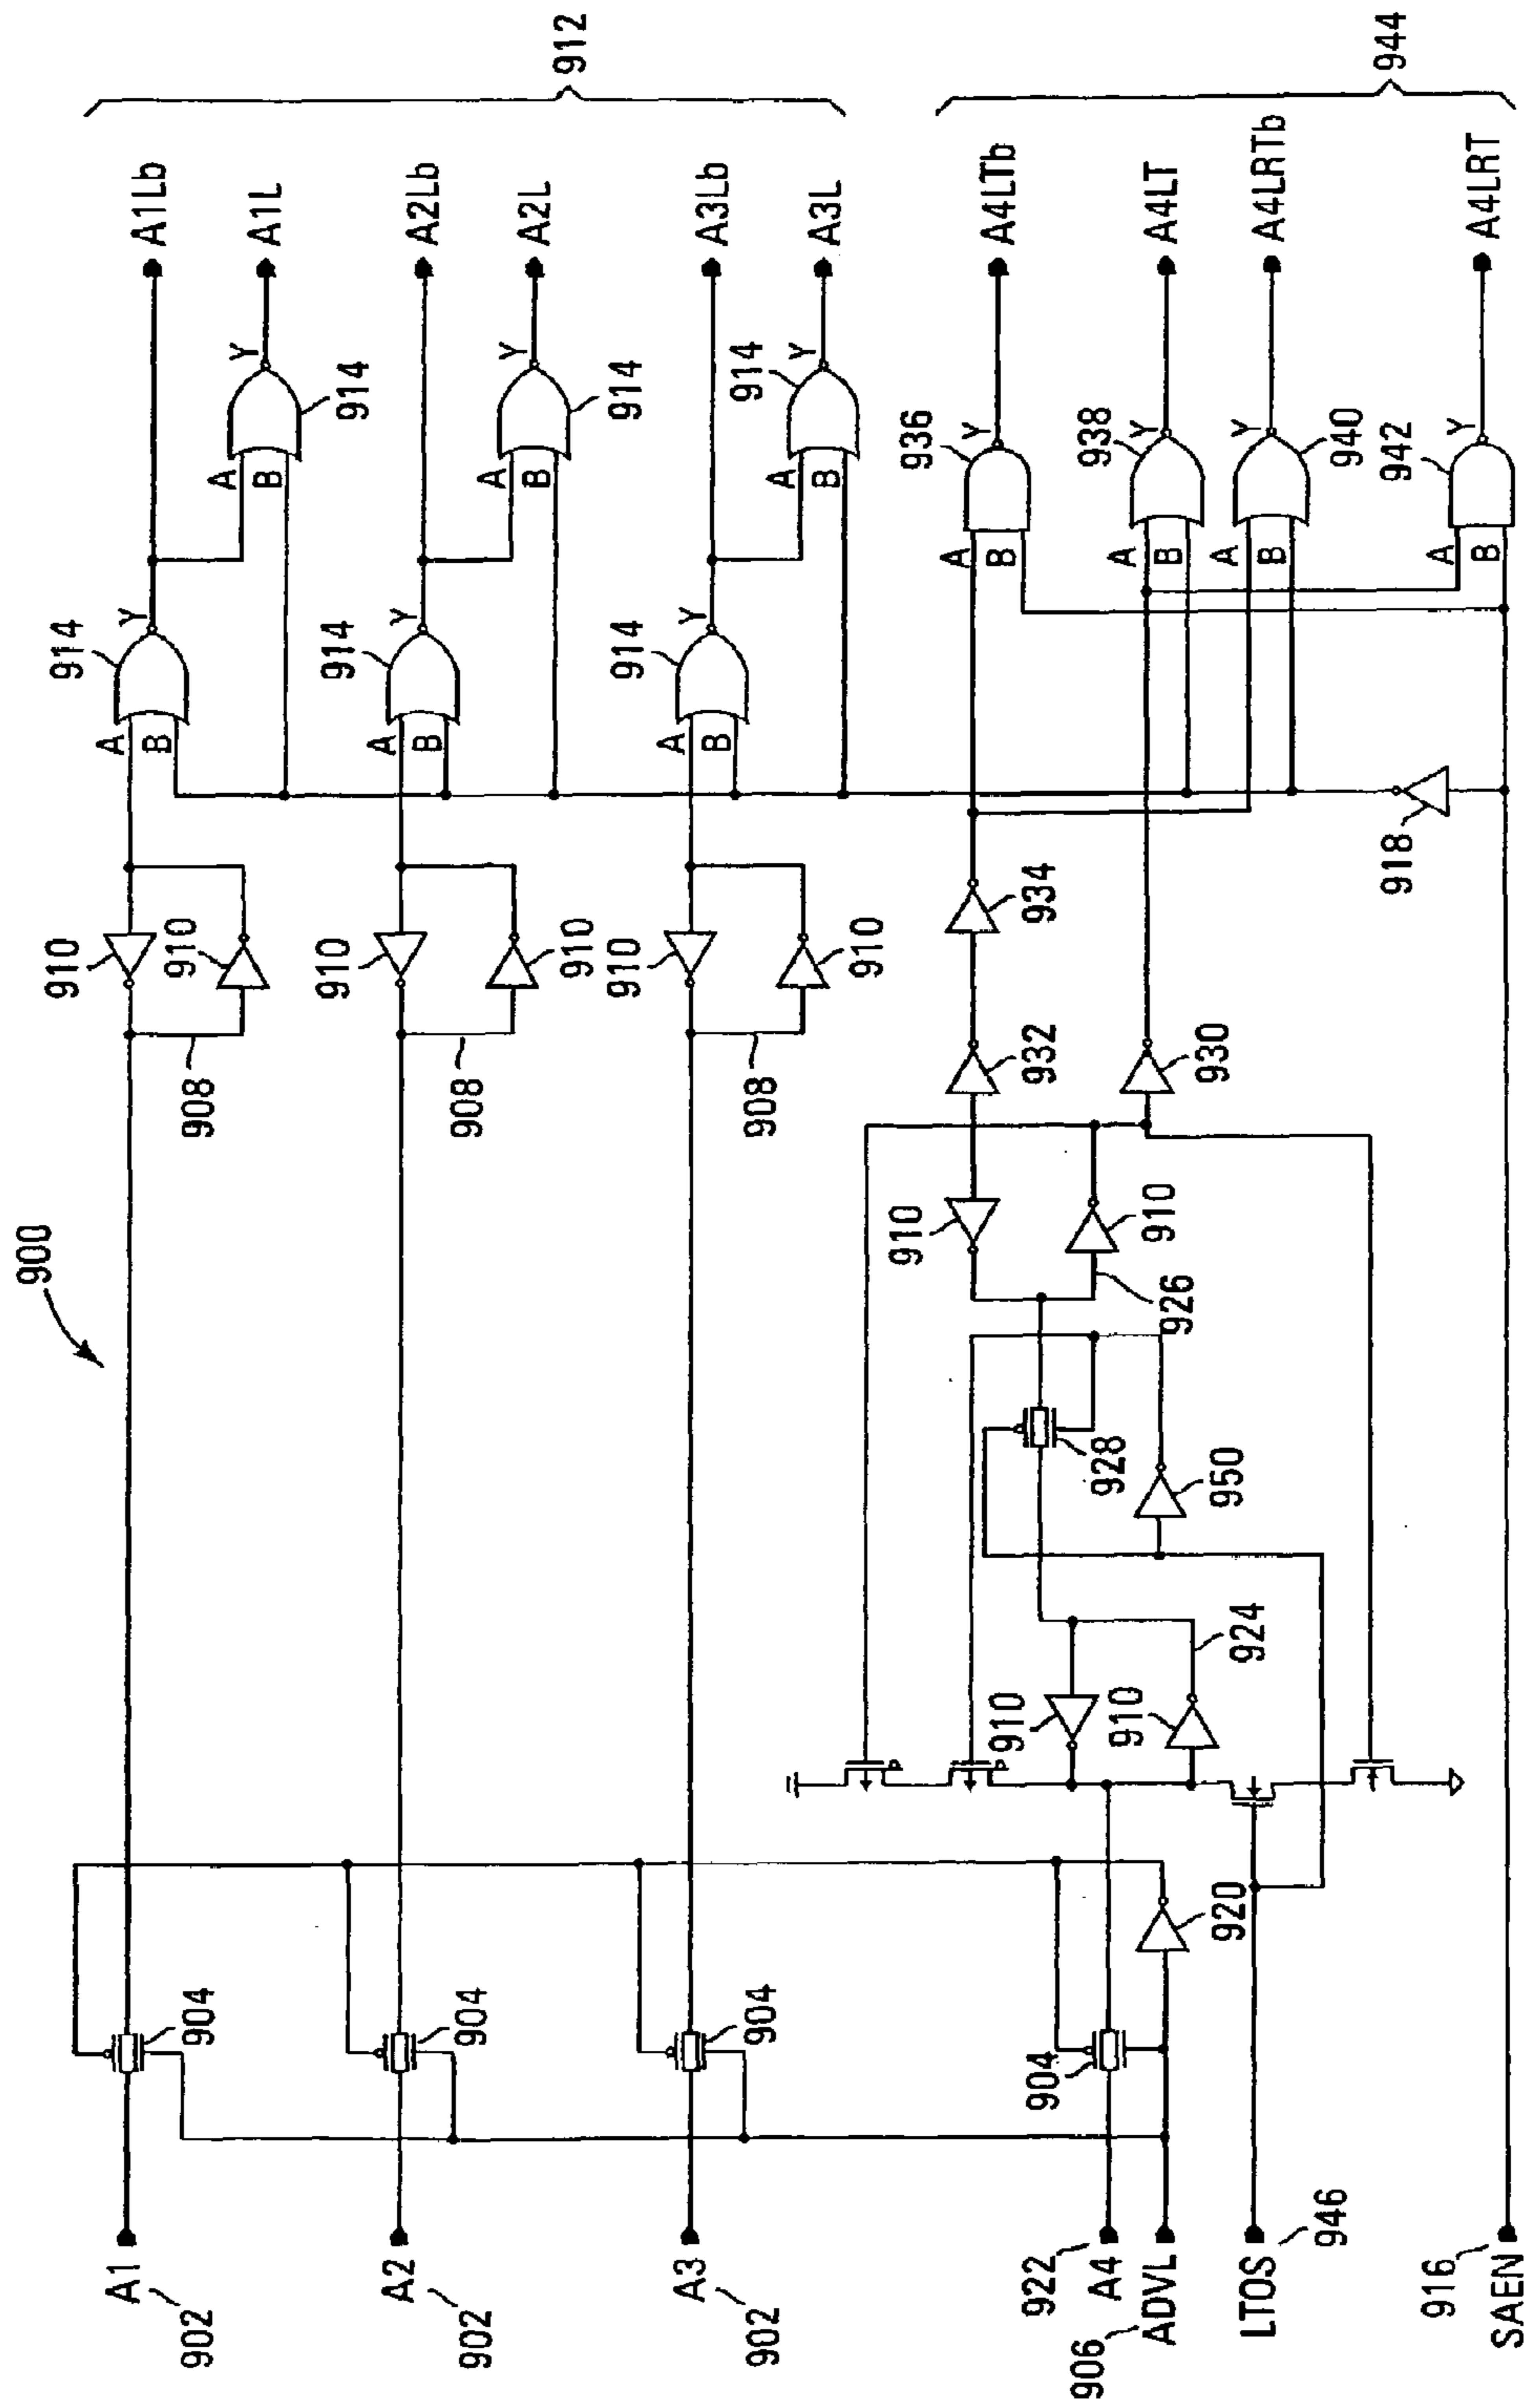 900
A1
902
904
908
910
910
914
A
B
Y
914
A
B
Y
A1Lb
A1L
A2
902
904
908
910
910
914
A
B
Y
914
A
B
Y
A2Lb
A2L
912
A3
902
904
908
910
910
914
A
B
Y
914
A
B
Y
A3Lb
A3L
922
A4
906
ADVL
LTOS
946
916
SAEN
904
920
910
910
924
928
950
926
910
910
932
930
934
918
936
A
B
Y
A4LTb
938
A
B
Y
A4LT
940
A
B
Y
A4LRTb
942
A
B
Y
A4LRT
944